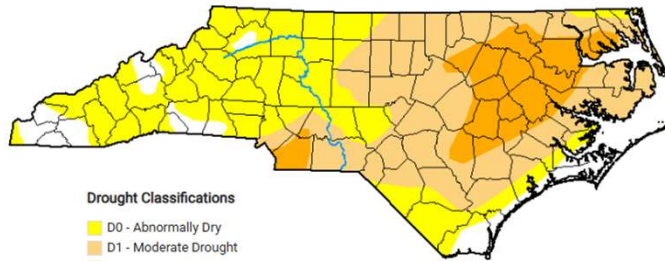 Drought Classifications
D0 - Abnormally Dry
D1 - Moderate Drought